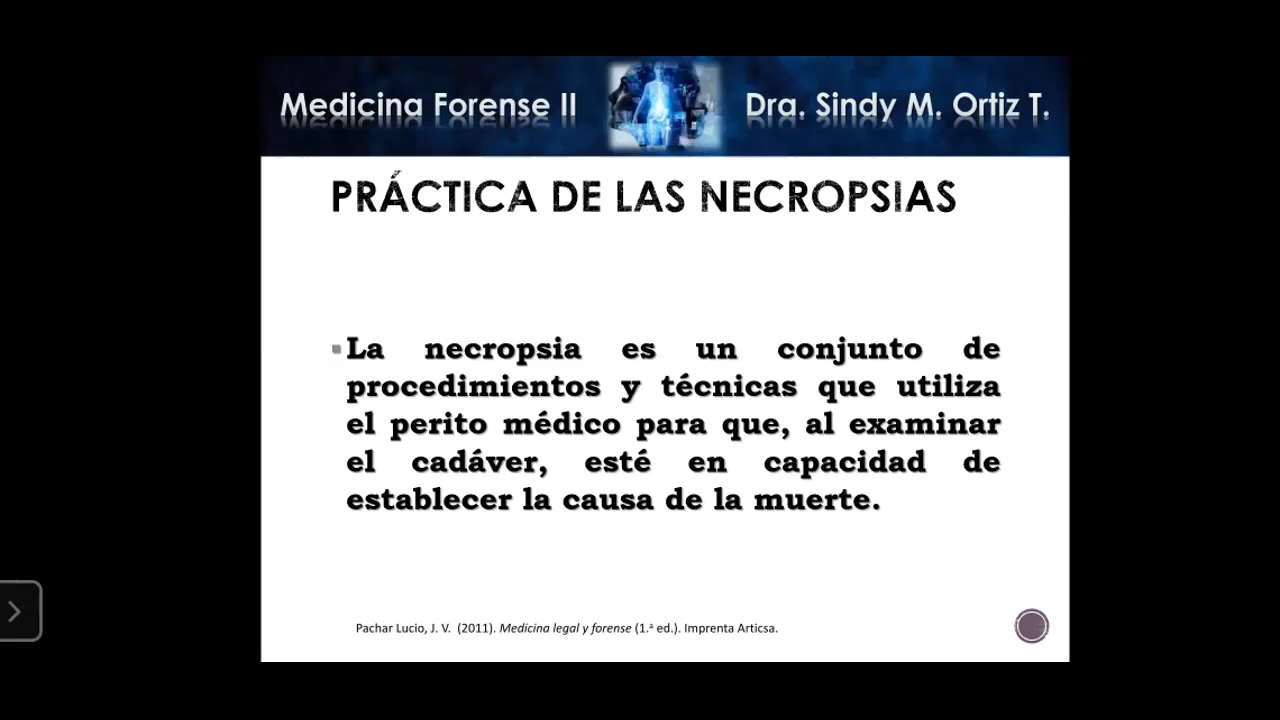 Medicina Forense II
Dra. Sindy M. Ortiz T.
PRÁCTICA DE LAS NECROPSIAS
La necropsia es un conjunto de
procedimientos y técnicas que utiliza
el perito médico para que, al examinar
el cadáver, esté en capacidad de
establecer la causa de la muerte.
Pachar Lucio, J. V. (2011). Medicina legal y forense (1.ª ed.). Imprenta Articsa.